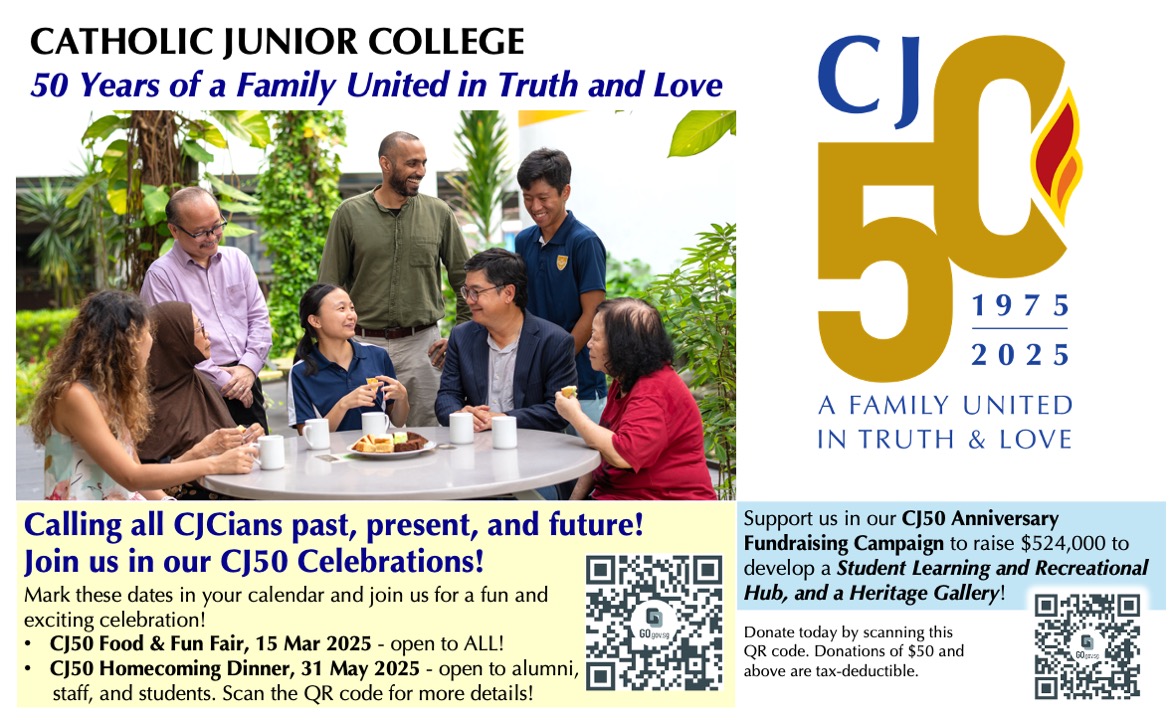 CATHOLIC JUNIOR COLLEGE
50 Years of a Family United in Truth and Love
CJ
50
1975
2025
A FAMILY UNITED
IN TRUTH & LOVE
Calling all CJCians past, present, and future!
Join us in our CJ50 Celebrations!
Mark these dates in your calendar and join us for a fun and
exciting celebration!
• CJ50 Food & Fun Fair, 15 Mar 2025 - open to ALL!
• CJ50 Homecoming Dinner, 31 May 2025 - open to alumni,
staff, and students. Scan the QR code for more details!
GO.gov.sg
Support us in our CJ50 Anniversary
Fundraising Campaign to raise $524,000 to
develop a Student Learning and Recreational
Hub, and a Heritage Gallery!
Donate today by scanning this
QR code. Donations of $50 and
above are tax-deductible.
GO.gov.sg